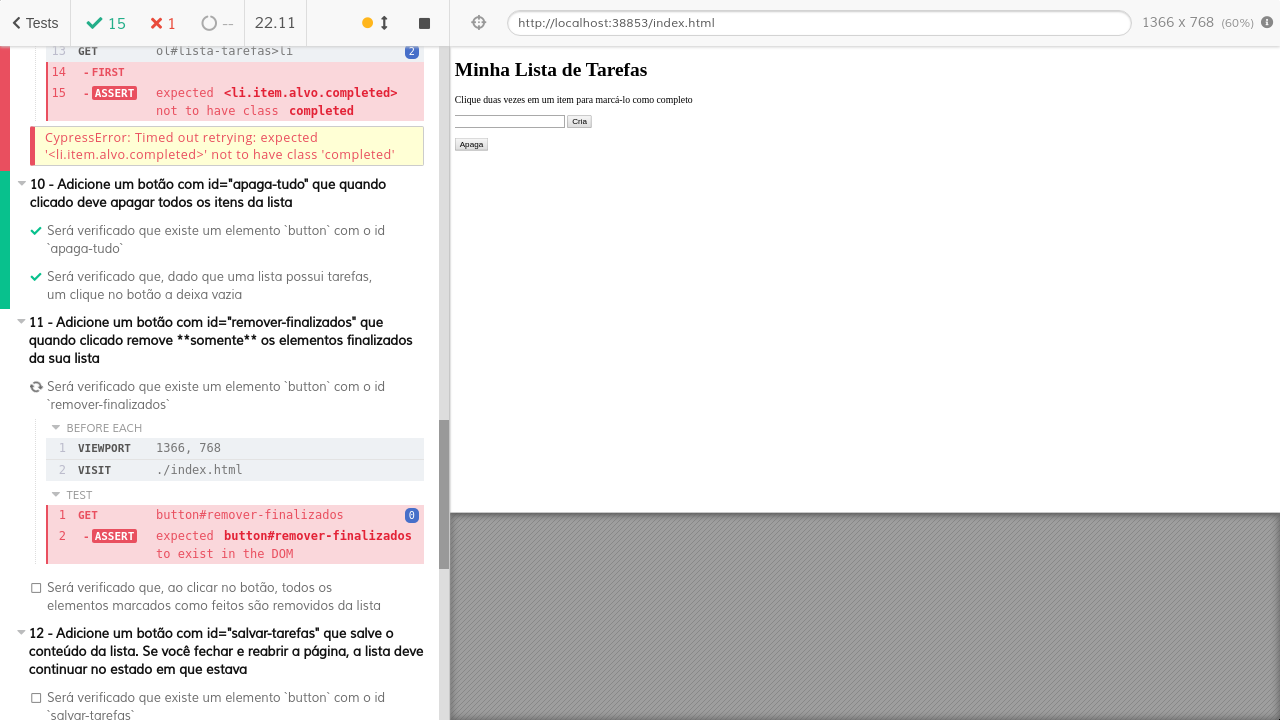 Tests
15
1
--
22.11
http://localhost:38853/index.html
1366 x 768 (60%)
13 GET ol#lista-tarefas>li 2
14 - FIRST
15 - ASSERT expected <li.item.alvo.completed>
not to have class completed
CypressError: Timed out retrying: expected
'<li.item.alvo.completed>' not to have class 'completed'
10 - Adicione um botão com id="apaga-tudo" que quando
clicado deve apagar todos os itens da lista
Será verificado que existe um elemento `button` com o id
`apaga-tudo`
Será verificado que, dado que uma lista possui tarefas,
um clique no botão a deixa vazia
11 - Adicione um botão com id="remover-finalizados" que
quando clicado remove **somente** os elementos finalizados
da sua lista
Será verificado que existe um elemento `button` com o id
`remover-finalizados`
BEFORE EACH
1 VIEWPORT 1366, 768
2 VISIT ./index.html
TEST
1 GET button#remover-finalizados 0
2 - ASSERT expected button#remover-finalizados
to exist in the DOM
Será verificado que, ao clicar no botão, todos os
elementos marcados como feitos são removidos da lista
12 - Adicione um botão com id="salvar-tarefas" que salve o
conteúdo da lista. Se você fechar e reabrir a página, a lista deve
continuar no estado em que estava
Será verificado que existe um elemento `button` com o id
`salvar-tarefas`
Minha Lista de Tarefas
Clique duas vezes em um item para marcá-lo como completo
Cria
Apaga